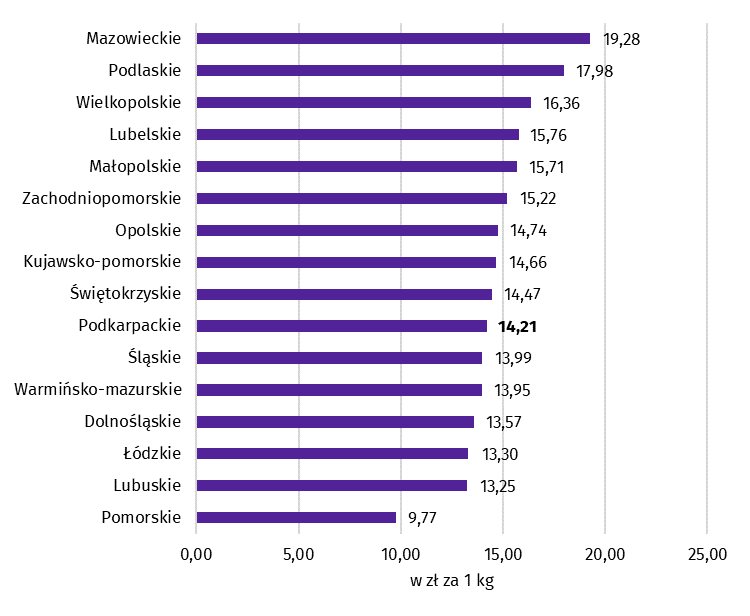 Mazowieckie 19,28
Podlaskie 17,98
Wielkopolskie 16,36
Lubelskie 15,76
Małopolskie 15,71
Zachodniopomorskie 15,22
Opolskie 14,74
Kujawsko-pomorskie 14,66
Świętokrzyskie 14,47
Podkarpackie 14,21
Śląskie 13,99
Warmińsko-mazurskie 13,95
Dolnośląskie 13,57
Łódzkie 13,30
Lubuskie 13,25
Pomorskie 9,77
0,00 5,00 10,00 15,00 20,00 25,00
w zł za 1 kg